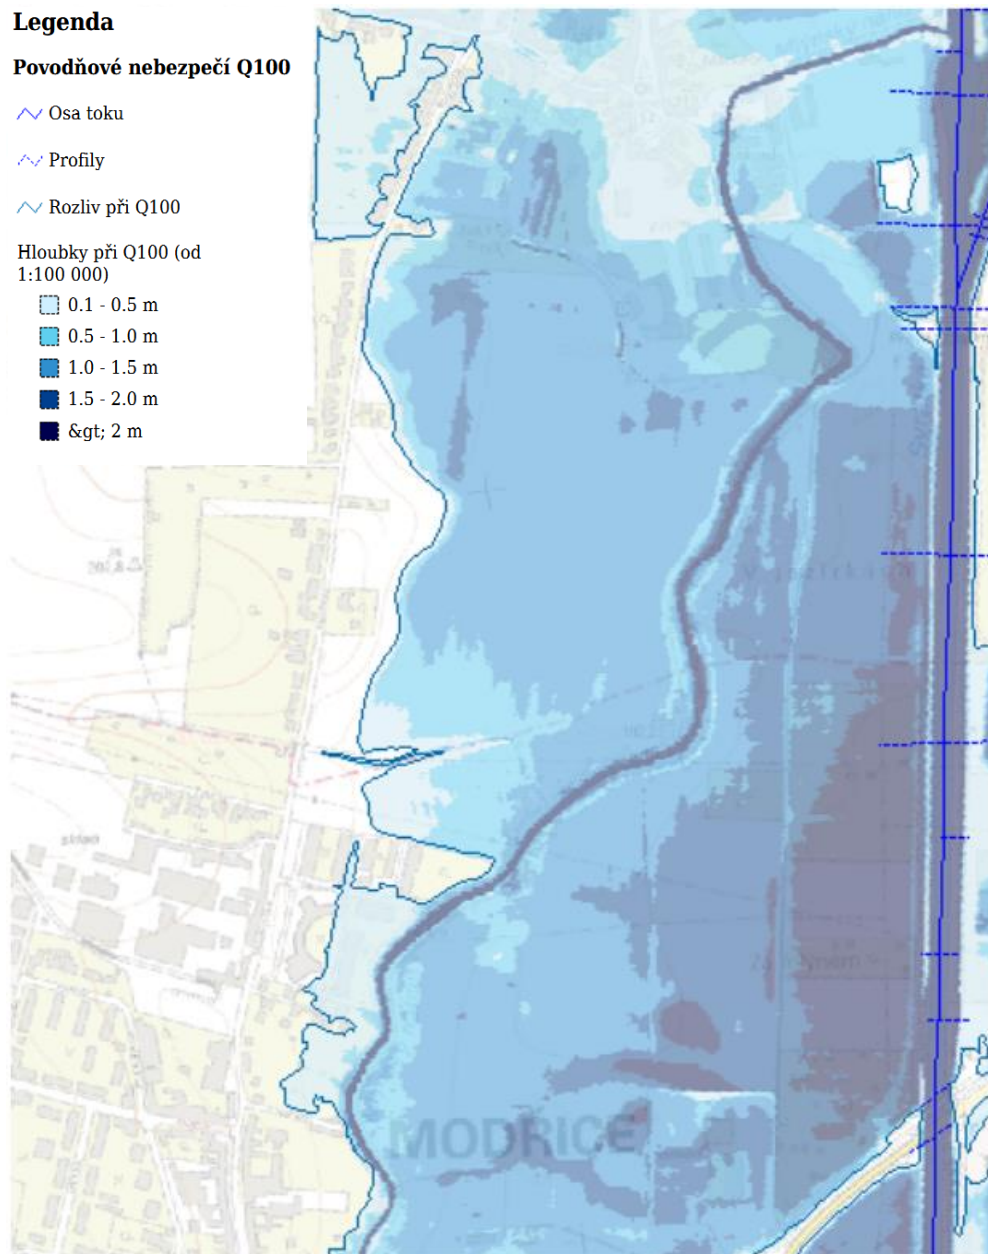 Legenda
Povodňové nebezpečí Q100
Osa toku
Profily
Rozliv při Q100
Hloubky při Q100 (od
1:100 000)
0.1 - 0.5 m
0.5 - 1.0 m
1.0 - 1.5 m
1.5 - 2.0 m
&gt; 2 m
MODŘICE